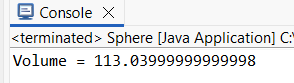 Console
<terminated> Sphere [Java Application] C:\
Volume = 113.03999999999998